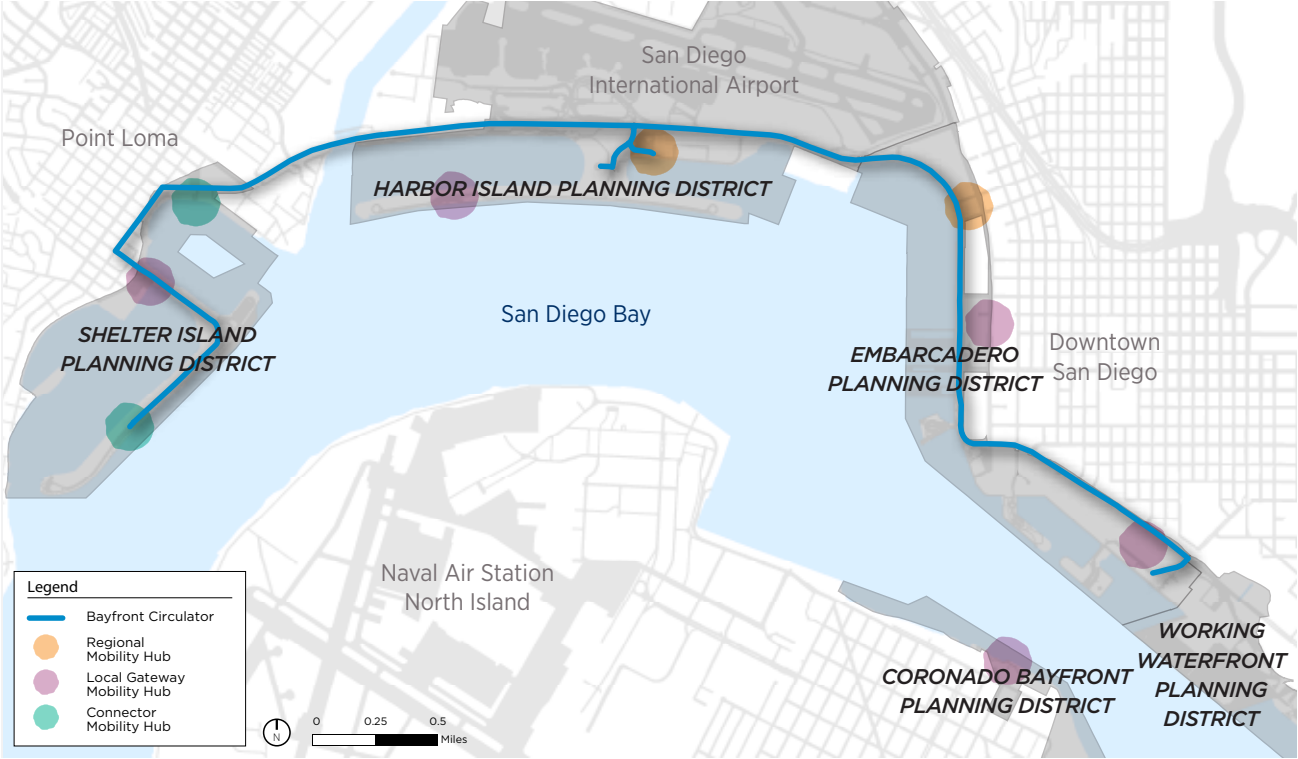 San Diego
International Airport
Point Loma
HARBOR ISLAND PLANNING DISTRICT
San Diego Bay
SHELTER ISLAND
PLANNING DISTRICT
EMBARCADERO
PLANNING DISTRICT
Downtown
San Diego
Naval Air Station
North Island
CORONADO BAYFRONT
PLANNING DISTRICT
WORKING
WATERFRONT
PLANNING
DISTRICT
Legend
Bayfront Circulator
Regional
Mobility Hub
Local Gateway
Mobility Hub
Connector
Mobility Hub
N
0 0.25 0.5
Miles